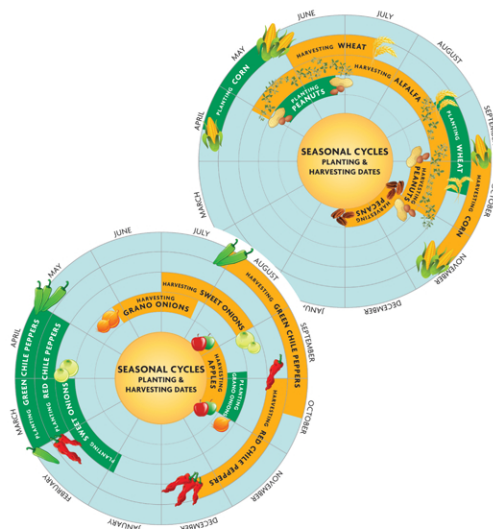 JUNE
JULY
MAY
AUGUST
APRIL
MARCH
OCTOBER
NOVEMBER
DECEMBER
PLANTING CORN
HARVESTING WHEAT
HARVESTING ALFALFA
PLANTING PEANUTS
PLANTING WHEAT
HARVESTING PEANUTS
HARVESTING PECANS
HARVESTING CORN
SEASONAL CYCLES
PLANTING &
HARVESTING DATES
JUNE
JULY
MAY
AUGUST
APRIL
SEPTEMBER
MARCH
OCTOBER
FEBRUARY
NOVEMBER
JANUARY
DECEMBER
HARVESTING GRANO ONIONS
HARVESTING SWEET ONIONS
HARVESTING GREEN CHILE PEPPERS
PLANTING GREEN CHILE PEPPERS
PLANTING RED CHILE PEPPERS
PLANTING SWEET ONIONS
HARVESTING APPLES
PLANTING GRANO ONIONS
HARVESTING RED CHILE PEPPERS
SEASONAL CYCLES
PLANTING &
HARVESTING DATES